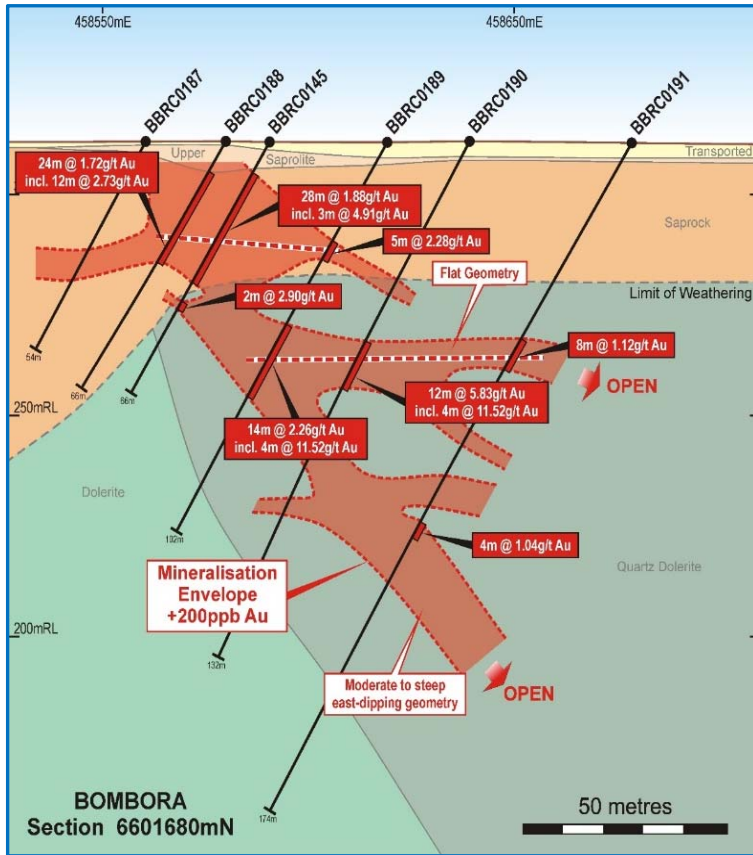 458550mE
458650mE
BBRC0187
BBRC0188
BBRC0145
BBRC0189
BBRC0190
BBRC0191
Upper
Saprolite
Transported
24m @ 1.72g/t Au
incl. 12m @ 2.73g/t Au
28m @ 1.88g/t Au
incl. 3m @ 4.91g/t Au
Saprock
5m @ 2.28g/t Au
Flat Geometry
2m @ 2.90g/t Au
Limit of Weathering
8m @ 1.12g/t Au
54m
OPEN
66m
66m
12m @ 5.83g/t Au
incl. 4m @ 11.52g/t Au
250mRL
14m @ 2.26g/t Au
incl. 4m @ 11.52g/t Au
Dolerite
102m
4m @ 1.04g/t Au
Quartz Dolerite
Mineralisation
Envelope
+200ppb Au
200mRL
132m
Moderate to steep
east-dipping geometry
OPEN
BOMBORA
Section 6601680mN
174m
50 metres